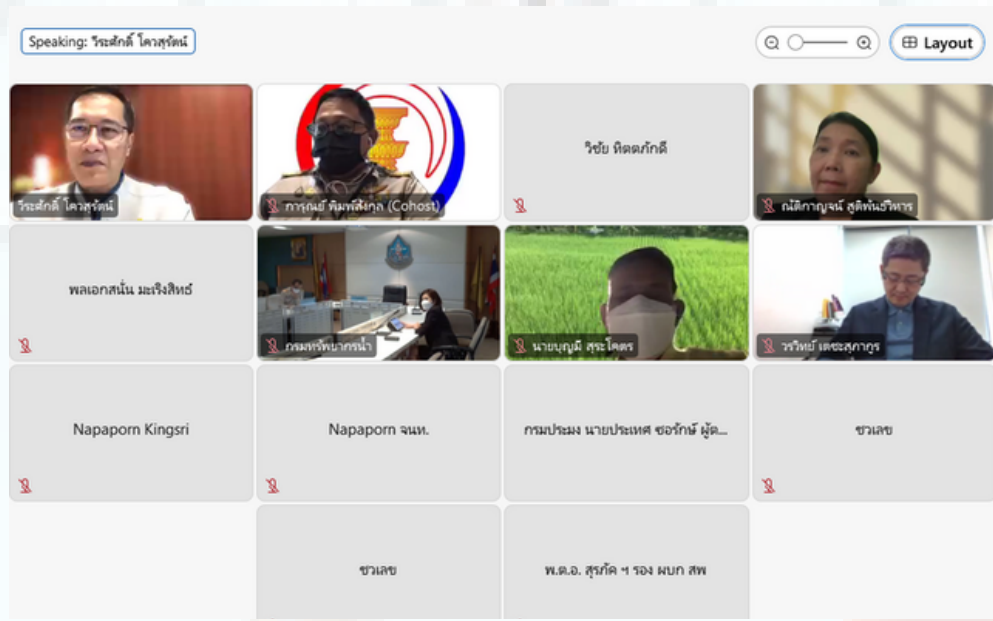 Speaking: วีระศักดิ์ โควสุรัตน์
Layout
วีระศักดิ์ โควสุรัตน์
การุณย์ พิมพ์สังกุล (Cohost)
วิชัย หิตตภักดี
ณัติกาญจน์ สูติพันธ์วิหาร
พลเอกสนั่น มะเริงสิทธ์
กรมทรัพยากรน้ำ
นายบุญมี สุระโคตร
วรวิทย์ เตชะสุภากูร
Napaporn Kingsri
Napaporn จนท.
กรมประมง นายประเทศ ซอรักษ์ ผู้ต...
ชวเลข
ชวเลข
พ.ต.อ. สุรภัค ฯ รอง ผบก สพ